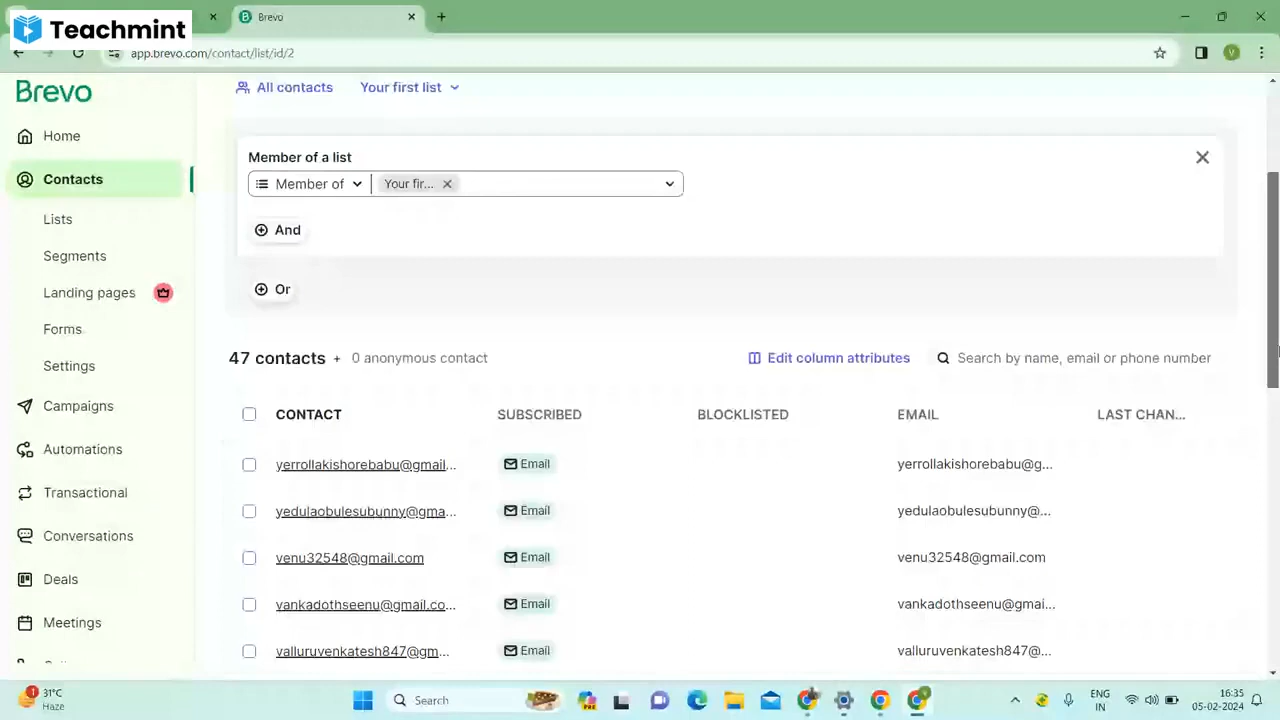 Teachmint
Brevo
app.brevo.com/contact/list/id/2
V
Brevo
All contacts Your first list
Home
Contacts
Lists
Segments
Landing pages
Forms
Settings
Campaigns
Automations
Transactional
Conversations
Deals
Meetings
Member of a list
Member of Your fir...
And
Or
47 contacts + 0 anonymous contact
Edit column attributes
Search by name, email or phone number
CONTACT SUBSCRIBED BLOCKLISTED EMAIL LAST CHAN...
yerrollakishorebabu@gmail... Email yerrollakishorebabu@g...
yedulaobulesubunny@gma... Email yedulaobulesubunny@...
venu32548@gmail.com Email venu32548@gmail.com
vankadothseenu@gmail.co... Email vankadothseenu@gmai...
valluruvenkatesh847@gm... Email valluruvenkatesh847@...
1
31°C
Haze
Search
ENG
IN
16:35
05-02-2024